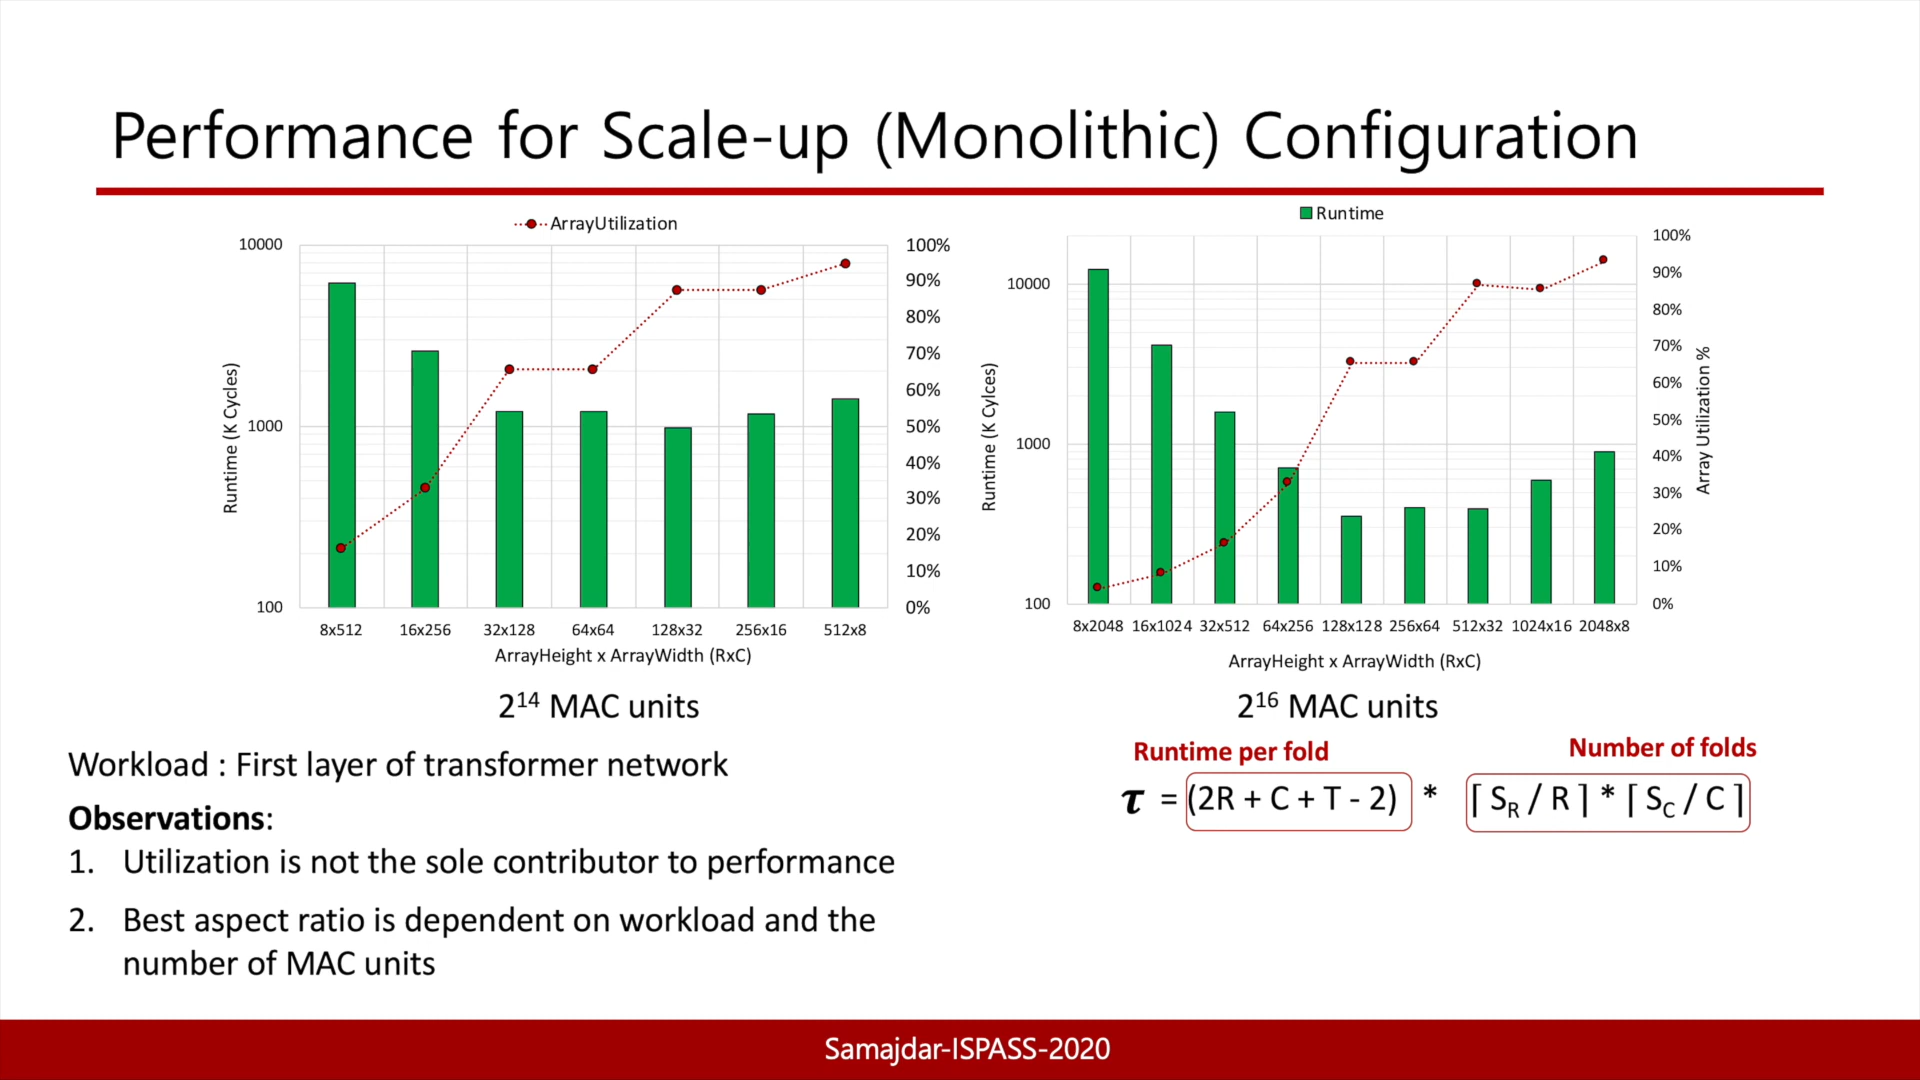 Performance for Scale-up (Monolithic) Configuration
ArrayUtilization
10000
1000
100
Runtime (K Cycles)
100%
90%
80%
70%
60%
50%
40%
30%
20%
10%
0%
8x512 16x256 32x128 64x64 128x32 256x16 512x8
ArrayHeight x ArrayWidth (RxC)
2¹⁴ MAC units
Runtime
10000
1000
100
Runtime (K Cylces)
100%
90%
80%
70%
60%
50%
40%
30%
20%
10%
0%
Array Utilization %
8x2048 16x1024 32x512 64x256 128x128 256x64 512x32 1024x16 2048x8
ArrayHeight x ArrayWidth (RxC)
2¹⁶ MAC units
Workload : First layer of transformer network
Observations:
1. Utilization is not the sole contributor to performance
2. Best aspect ratio is dependent on workload and the
number of MAC units
Runtime per fold
Number of folds
τ = (2R + C + T - 2) * ⌈ S_R / R ⌉ * ⌈ S_C / C ⌉
Samajdar-ISPASS-2020